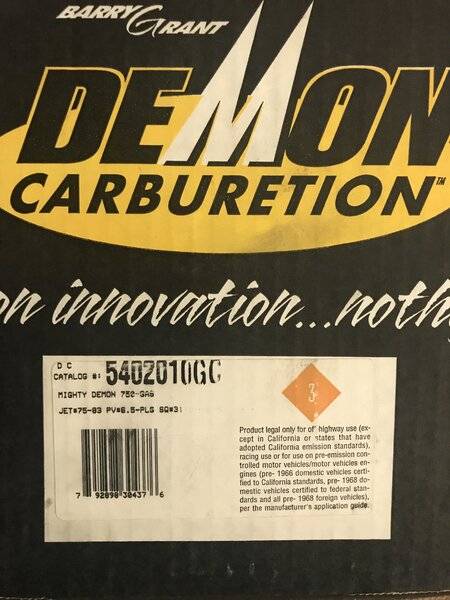 BARRY GRANT
DEMON
CARBURETION™
on innovation...noth
D C
CATALOG #: 5402010GC
MIGHTY DEMON 750-GAS
JET#75-83 PV#6.5-PLG SQ#31
3
Product legal only for of' highway use (ex-
cept in California or states that have
adopted California emission standards),
racing use or for use on pre-emission con-
trolled motor vehicles/motor vehicles en-
gines (pre- 1966 domestic vehicles certi-
fied to California standards, pre- 1968 do-
mestic vehicles certified to federal stan-
dards and all pre- 1968 foreign vehicles),
per the manufacturer's application guide.
7 92898 30437 6